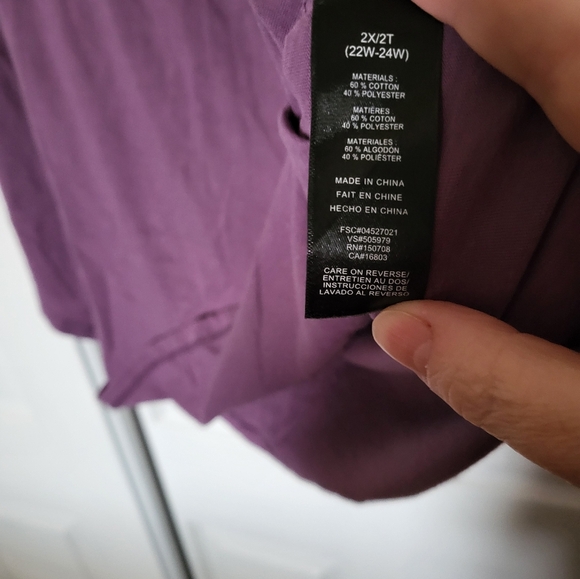 2X/2T
(22W-24W)
MATERIALS :
60 % COTTON
40 % POLYESTER
MATIÈRES
60 % COTON
40 % POLYESTER
MATERIALES :
60 % ALGODÓN
40 % POLIÉSTER
MADE IN CHINA
FAIT EN CHINE
HECHO EN CHINA
FSC#04527021
VS#505979
RN#150708
CA#16803
CARE ON REVERSE/
ENTRETIEN AU DOS/
INSTRUCCIONES DE
LAVADO AL REVERSO